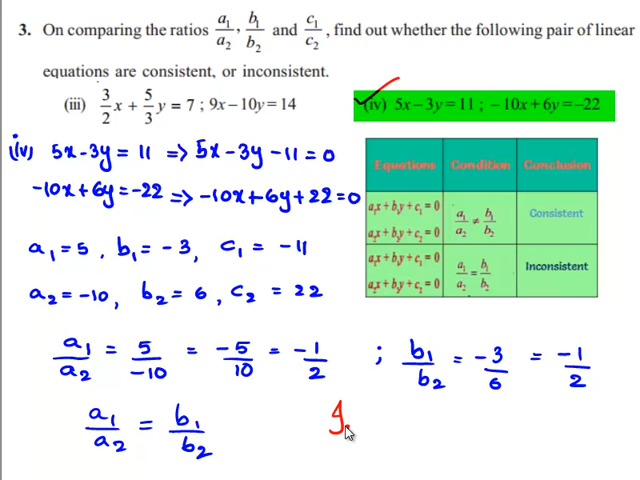 3. On comparing the ratios a₁/a₂, b₁/b₂ and c₁/c₂, find out whether the following pair of linear
equations are consistent, or inconsistent.
(iii) 3/2 x + 5/3 y = 7 ; 9x – 10y = 14 (iv) 5x – 3y = 11 ; – 10x + 6y = –22
(iv) 5x - 3y = 11 => 5x - 3y - 11 = 0
-10x + 6y = -22 => -10x + 6y + 22 = 0
a₁ = 5, b₁ = -3, c₁ = -11
a₂ = -10, b₂ = 6, c₂ = 22
Equations Condition Conclusion
a₁x + b₁y + c₁ = 0
a₂x + b₂y + c₂ = 0
a₁/a₂ ≠ b₁/b₂ Consistent
a₁x + b₁y + c₁ = 0
a₂x + b₂y + c₂ = 0
a₁/a₂ = b₁/b₂ Inconsistent
a₁/a₂ = 5/-10 = -5/10 = -1/2 ; b₁/b₂ = -3/6 = -1/2
a₁/a₂ = b₁/b₂